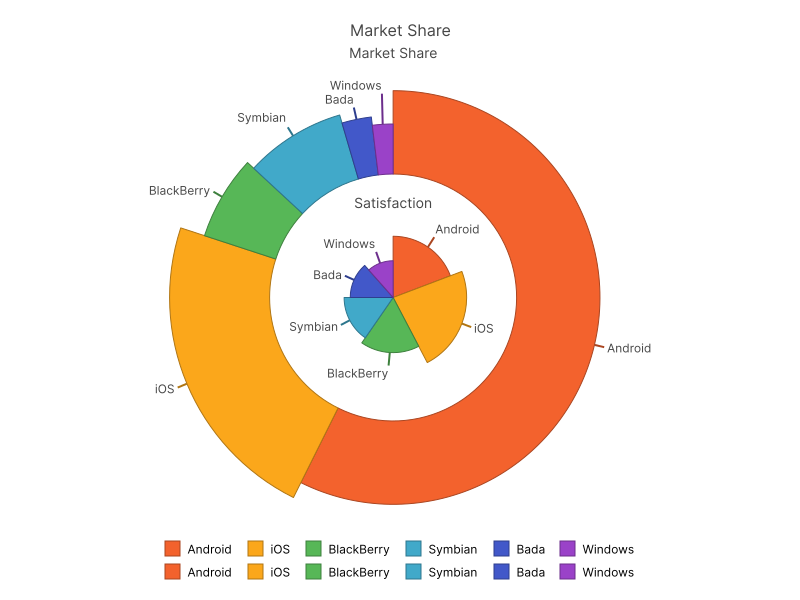 Market Share
Market Share
Windows
Bada
Symbian
BlackBerry
Satisfaction
Android
Windows
Bada
Symbian
iOS
Android
BlackBerry
iOS
Android iOS BlackBerry Symbian Bada Windows
Android iOS BlackBerry Symbian Bada Windows